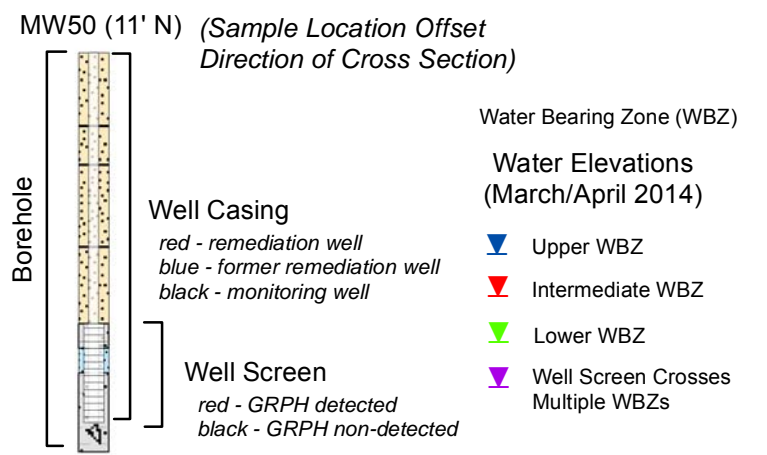 MW50 (11' N) (Sample Location Offset
Direction of Cross Section)
Borehole
Well Casing
red - remediation well
blue - former remediation well
black - monitoring well
Well Screen
red - GRPH detected
black - GRPH non-detected
Water Bearing Zone (WBZ)
Water Elevations
(March/April 2014)
Upper WBZ
Intermediate WBZ
Lower WBZ
Well Screen Crosses
Multiple WBZs